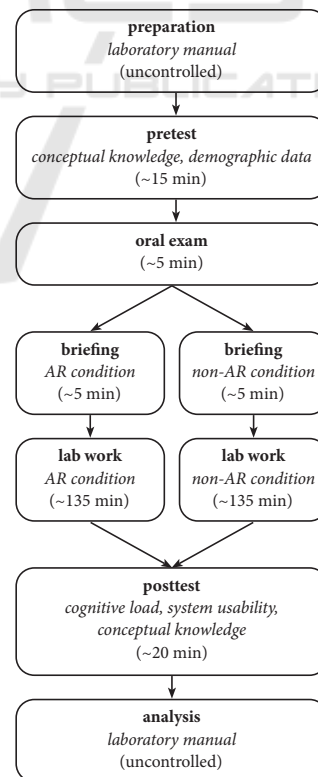 preparation
laboratory manual
(uncontrolled)
pretest
conceptual knowledge, demographic data
(~15 min)
oral exam
(~5 min)
briefing
AR condition
(~5 min)
briefing
non-AR condition
(~5 min)
lab work
AR condition
(~135 min)
lab work
non-AR condition
(~135 min)
posttest
cognitive load, system usability,
conceptual knowledge
(~20 min)
analysis
laboratory manual
(uncontrolled)